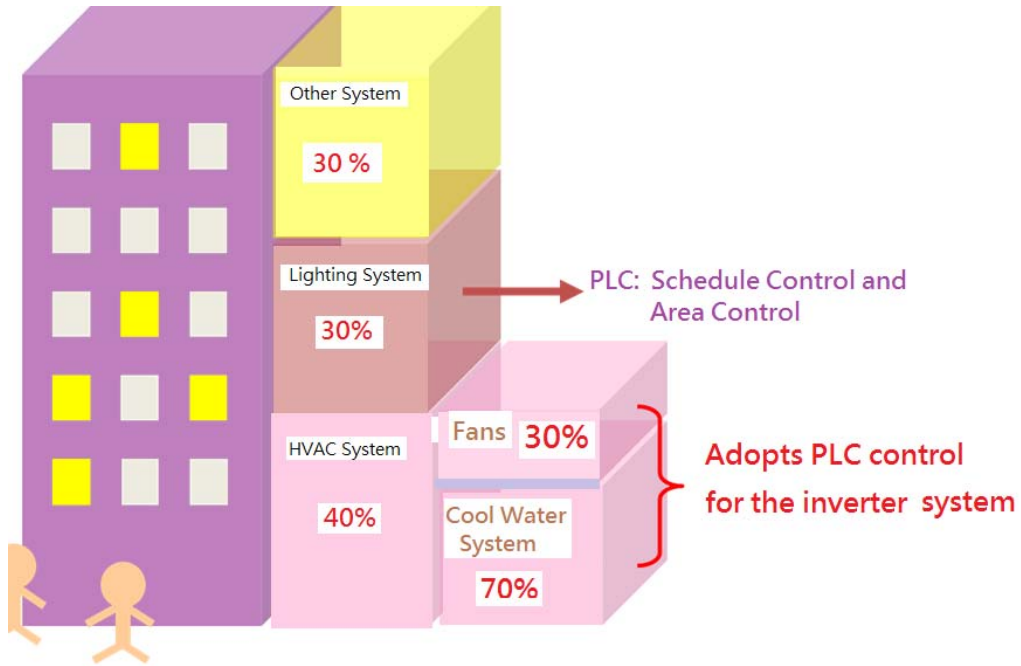 Other System
30 %
Lighting System
30%
PLC: Schedule Control and
Area Control
HVAC System
40%
Fans 30%
Cool Water
System
70%
Adopts PLC control
for the inverter system